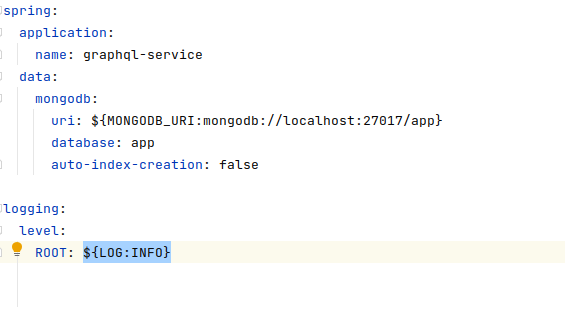 spring:
  application:
    name: graphql-service
  data:
    mongodb:
      uri: ${MONGODB_URI:mongodb://localhost:27017/app}
      database: app
      auto-index-creation: false
logging:
  level:
    ROOT: ${LOG:INFO}